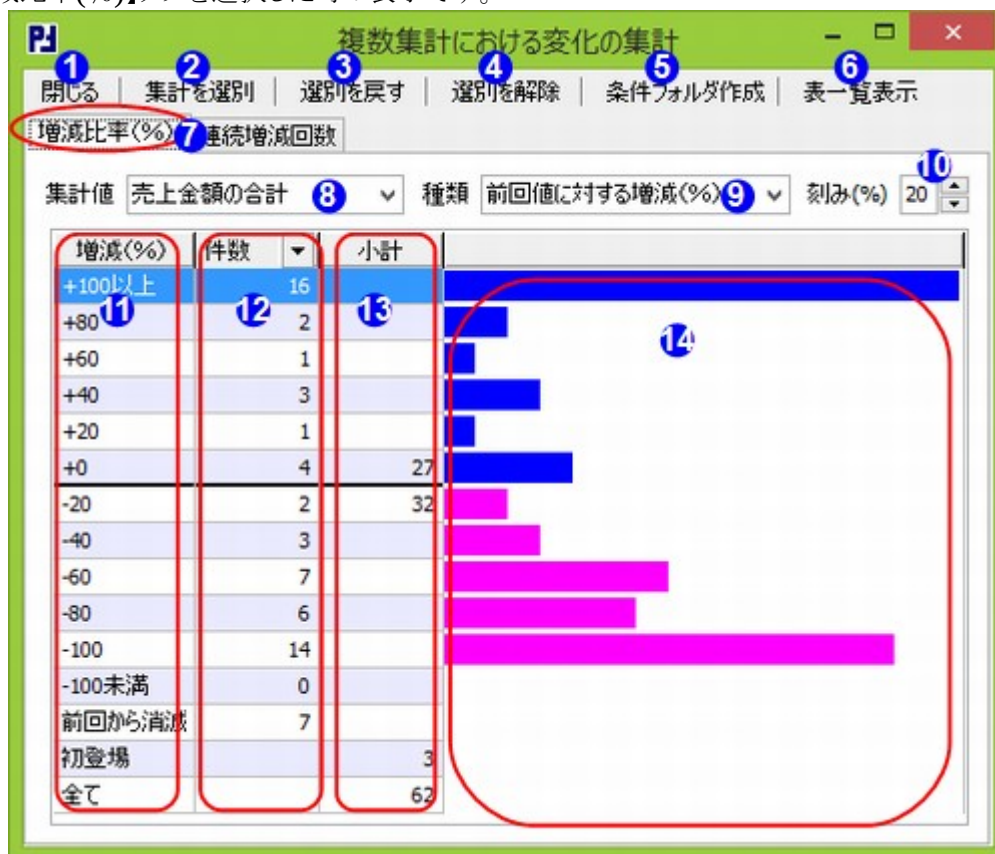 複数集計における変化の集計
1 2 3 4 5 6
閉じる 集計を選別 選別を戻す 選別を解除 条件フォルダ作成 表一覧表示
増減比率(%) 7 連続増減回数
集計値 売上金額の合計 8 種類 前回値に対する増減(%) 9 刻み(%) 20 10
増減(%) 件数 小計
+100以上 16
11 12 13 14
+80 2
+60 1
+40 3
+20 1
+0 4 27
-20 2 32
-40 3
-60 7
-80 6
-100 14
-100未満 0
前回から消滅 7
初登場 3
全て 62